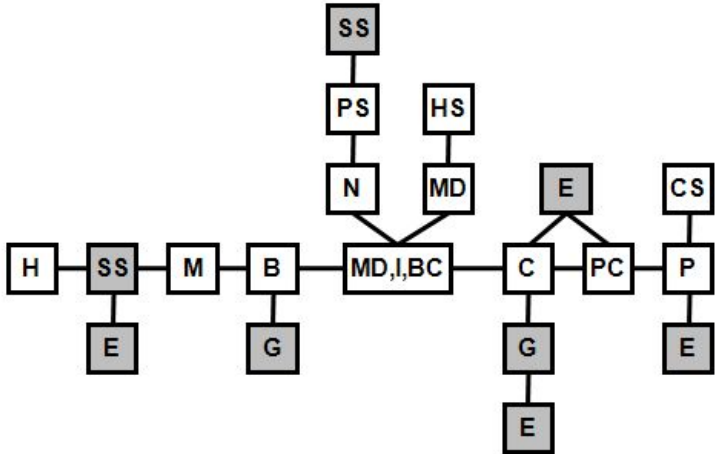 SS
PS HS
N MD E CS
H SS M B MD,I,BC C PC P
E G G E
E